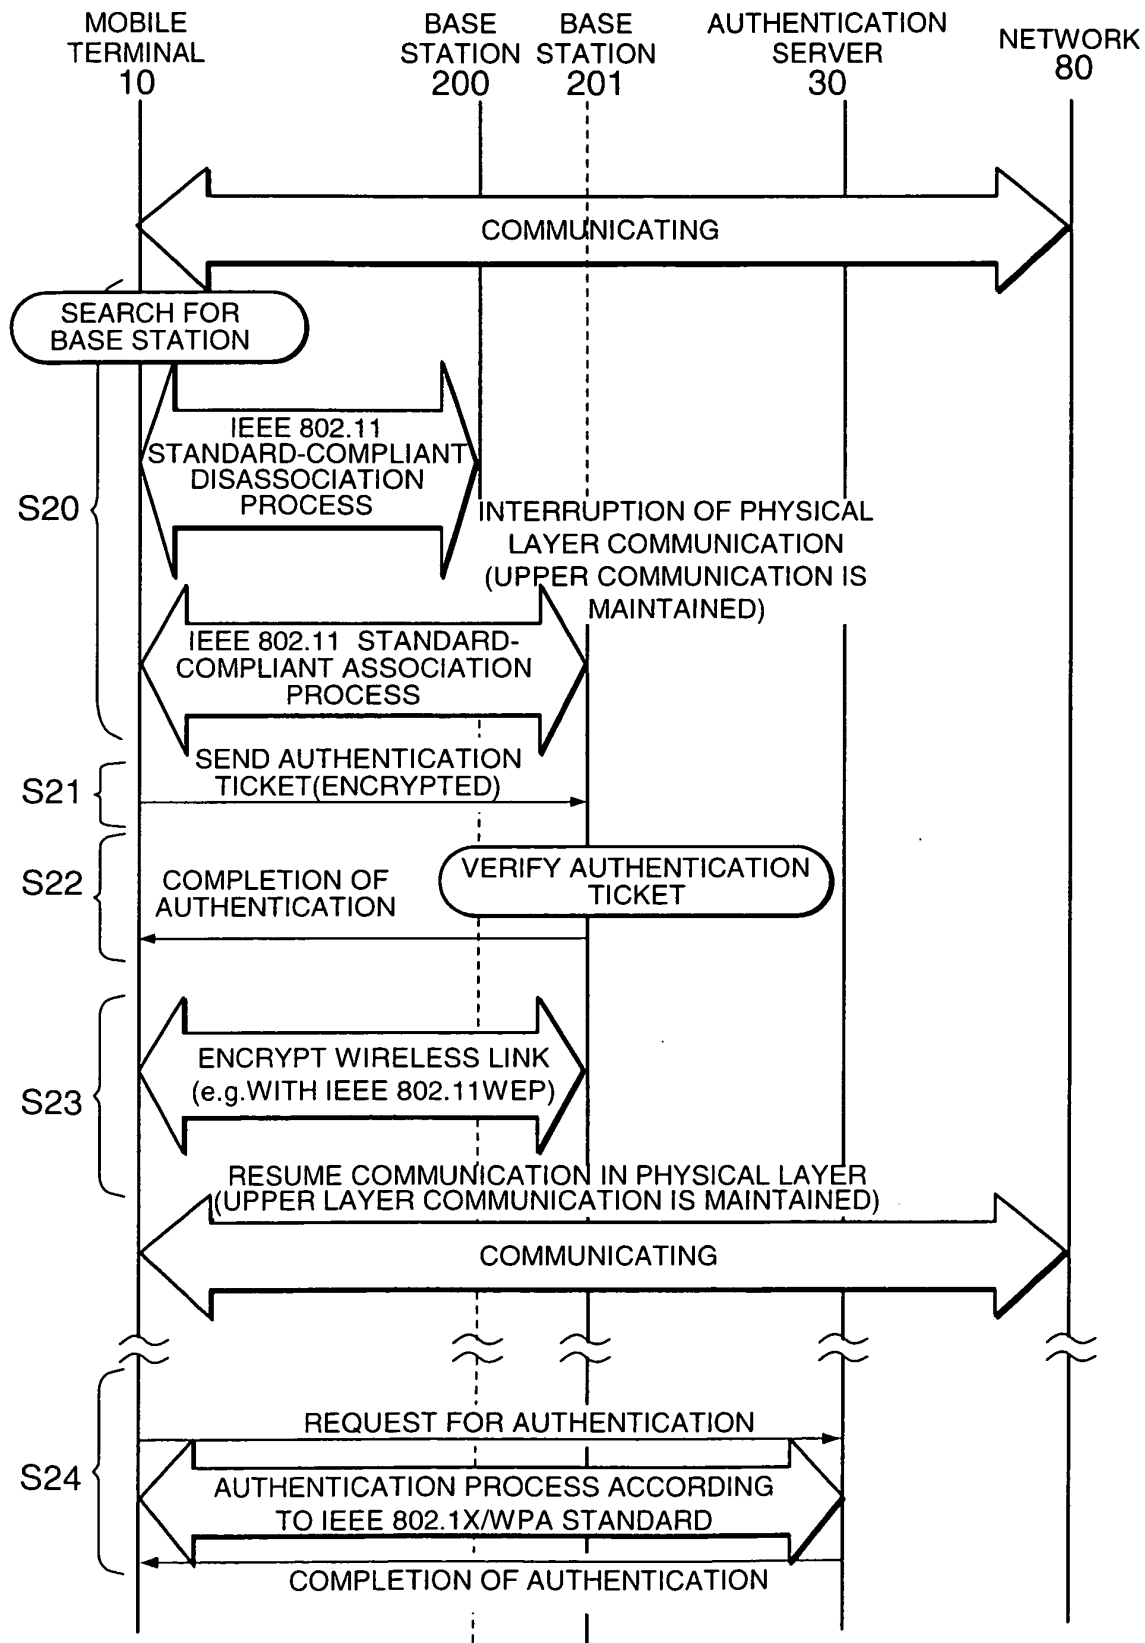 MOBILE
TERMINAL
10
BASE
STATION
200
BASE
STATION
201
AUTHENTICATION
SERVER
30
NETWORK
80
COMMUNICATING
SEARCH FOR
BASE STATION
S20
IEEE 802.11
STANDARD-COMPLIANT
DISASSOCIATION
PROCESS
INTERRUPTION OF PHYSICAL
LAYER COMMUNICATION
(UPPER COMMUNICATION IS
MAINTAINED)
IEEE 802.11 STANDARD-
COMPLIANT ASSOCIATION
PROCESS
S21
SEND AUTHENTICATION
TICKET(ENCRYPTED)
S22
VERIFY AUTHENTICATION
TICKET
COMPLETION OF
AUTHENTICATION
S23
ENCRYPT WIRELESS LINK
(e.g.WITH IEEE 802.11WEP)
RESUME COMMUNICATION IN PHYSICAL LAYER
(UPPER LAYER COMMUNICATION IS MAINTAINED)
COMMUNICATING
S24
REQUEST FOR AUTHENTICATION
AUTHENTICATION PROCESS ACCORDING
TO IEEE 802.1X/WPA STANDARD
COMPLETION OF AUTHENTICATION